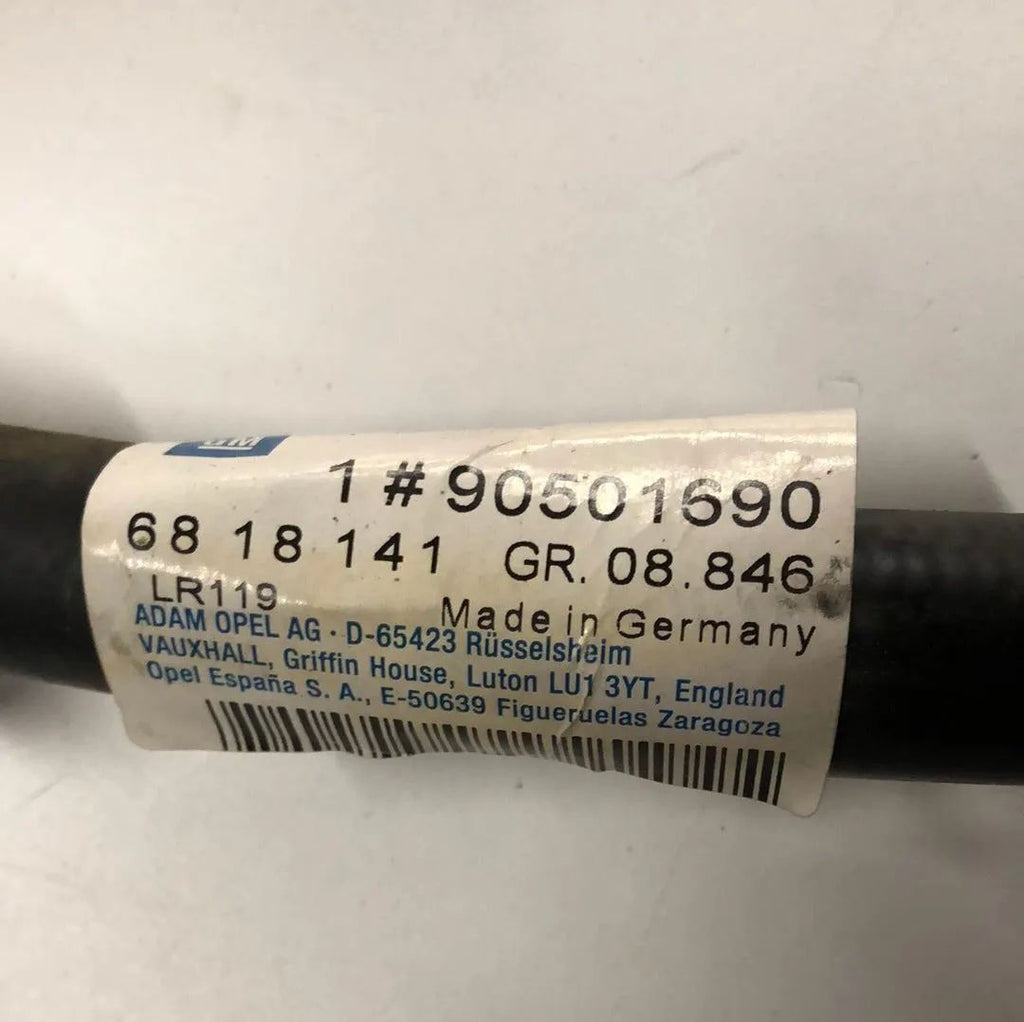 GM
1 # 90501690
68 18 141 GR. 08.846
LR119 Made in Germany
ADAM OPEL AG · D-65423 Rüsselsheim
VAUXHALL, Griffin House, Luton LU1 3YT, England
Opel España S. A., E-50639 Figueruelas Zaragoza